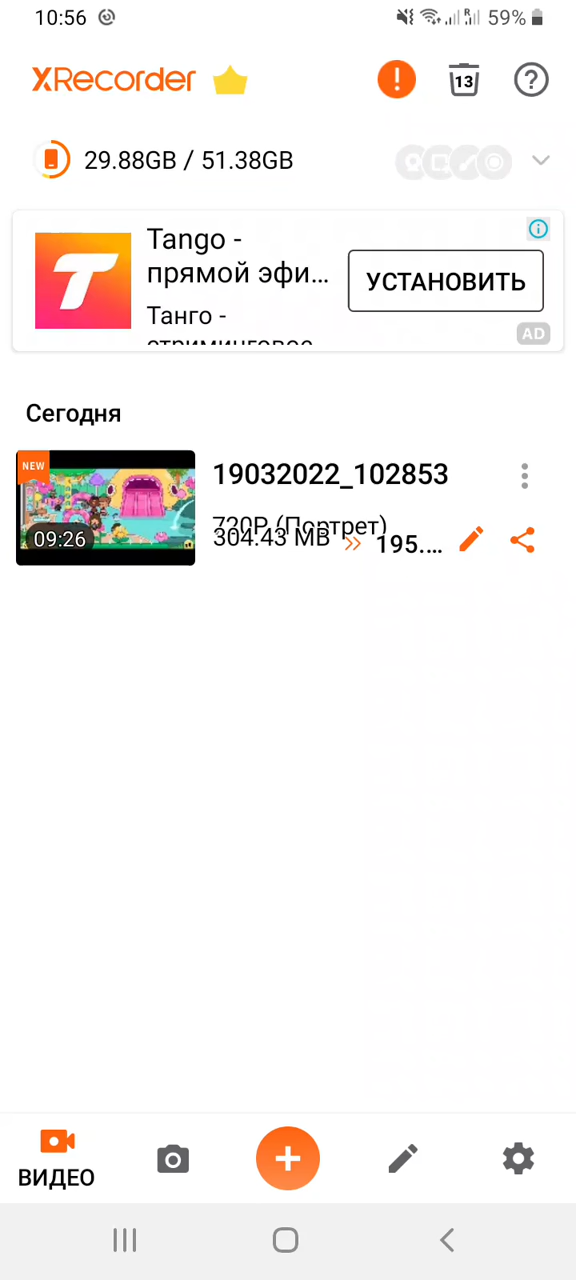 10:56
59%
XRecorder
13
29.88GB / 51.38GB
Tango -
прямой эфи...
УСТАНОВИТЬ
Танго -
стриминговое
AD
Сегодня
NEW
09:26
19032022_102853
720P (Портрет)
304.43 MB >> 195....
ВИДЕО